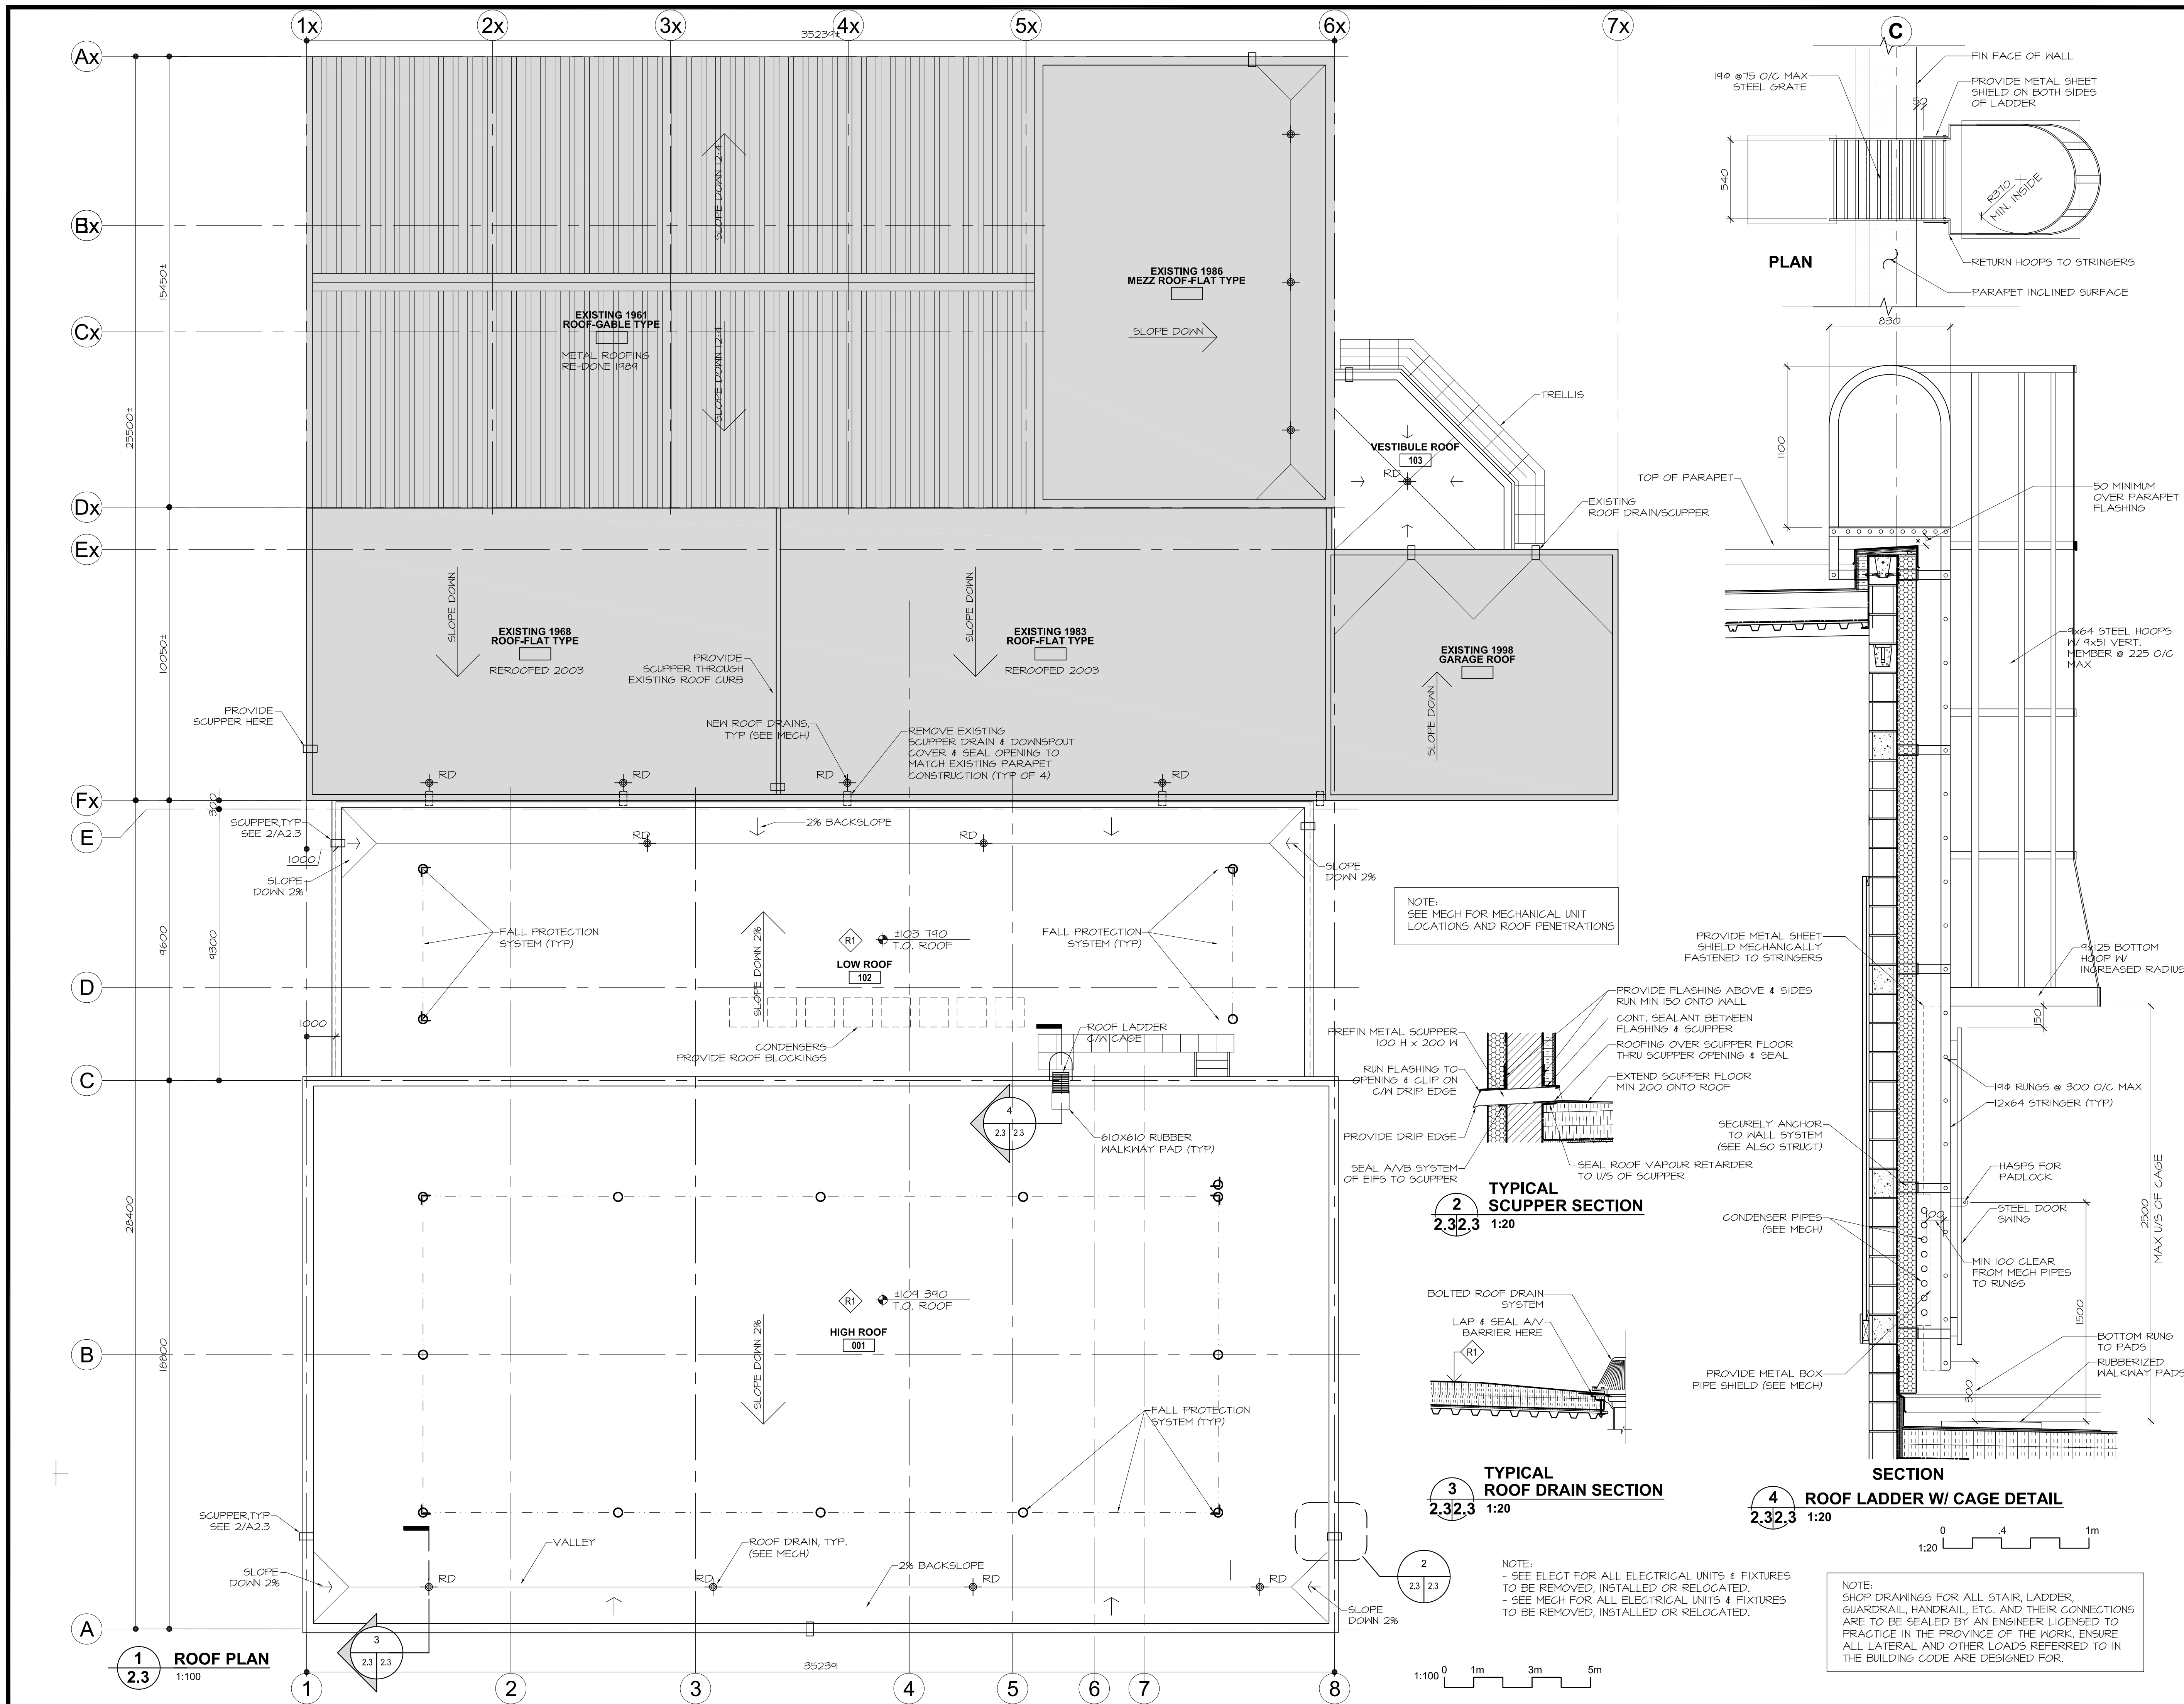 1x
2x
3x
4x
5x
6x
7x
35239±
Ax
Bx
Cx
Dx
Ex
Fx
E
D
C
B
A
25500±
15450±
10050±
300
9600
9300
28400
18800
SLOPE DOWN 12:4
EXISTING 1961
ROOF-GABLE TYPE
METAL ROOFING
RE-DONE 1989
SLOPE DOWN 12:4
EXISTING 1986
MEZZ ROOF-FLAT TYPE
SLOPE DOWN
TRELLIS
VESTIBULE ROOF
103
RD
EXISTING
ROOF DRAIN/SCUPPER
SLOPE DOWN
EXISTING 1968
ROOF-FLAT TYPE
REROOFED 2003
PROVIDE
SCUPPER THROUGH
EXISTING ROOF CURB
SLOPE DOWN
EXISTING 1983
ROOF-FLAT TYPE
REROOFED 2003
EXISTING 1998
GARAGE ROOF
SLOPE DOWN
PROVIDE
SCUPPER HERE
NEW ROOF DRAINS,
TYP (SEE MECH)
REMOVE EXISTING
SCUPPER DRAIN & DOWNSPOUT
COVER & SEAL OPENING TO
MATCH EXISTING PARAPET
CONSTRUCTION (TYP OF 4)
RD
RD
RD
RD
SCUPPER,TYP
SEE 2/A2.3
1000
SLOPE
DOWN 2%
2% BACKSLOPE
RD
RD
SLOPE
DOWN 2%
FALL PROTECTION
SYSTEM (TYP)
SLOPE DOWN 2%
R1
±103 790
T.O. ROOF
LOW ROOF
102
FALL PROTECTION
SYSTEM (TYP)
1000
CONDENSERS
PROVIDE ROOF BLOCKINGS
ROOF LADDER
C/W CAGE
4
2.3 2.3
610X610 RUBBER
WALKWAY PAD (TYP)
R1
±109 390
T.O. ROOF
HIGH ROOF
001
SLOPE DOWN 2%
FALL PROTECTION
SYSTEM (TYP)
SCUPPER,TYP
SEE 2/A2.3
SLOPE
DOWN 2%
VALLEY
ROOF DRAIN, TYP.
(SEE MECH)
2% BACKSLOPE
RD
RD
RD
RD
SLOPE
DOWN 2%
2
2.3 2.3
3
2.3 2.3
35239
1
2
3
4
5
6
7
8
1
2.3
ROOF PLAN
1:100
NOTE:
SEE MECH FOR MECHANICAL UNIT
LOCATIONS AND ROOF PENETRATIONS
PROVIDE FLASHING ABOVE & SIDES
RUN MIN 150 ONTO WALL
CONT. SEALANT BETWEEN
FLASHING & SCUPPER
ROOFING OVER SCUPPER FLOOR
THRU SCUPPER OPENING & SEAL
EXTEND SCUPPER FLOOR
MIN 200 ONTO ROOF
PREFIN METAL SCUPPER
100 H x 200 W
RUN FLASHING TO
OPENING & CLIP ON
C/W DRIP EDGE
PROVIDE DRIP EDGE
SEAL A/VB SYSTEM
OF EIFS TO SCUPPER
SEAL ROOF VAPOUR RETARDER
TO U/S OF SCUPPER
2
2.3 2.3
TYPICAL
SCUPPER SECTION
1:20
BOLTED ROOF DRAIN
SYSTEM
LAP & SEAL A/V
BARRIER HERE
R1
3
2.3 2.3
TYPICAL
ROOF DRAIN SECTION
1:20
NOTE:
- SEE ELECT FOR ALL ELECTRICAL UNITS & FIXTURES
TO BE REMOVED, INSTALLED OR RELOCATED.
- SEE MECH FOR ALL ELECTRICAL UNITS & FIXTURES
TO BE REMOVED, INSTALLED OR RELOCATED.
1:100
0
1m
3m
5m
C
FIN FACE OF WALL
19Φ @75 O/C MAX
STEEL GRATE
PROVIDE METAL SHEET
SHIELD ON BOTH SIDES
OF LADDER
50
540
R370
MIN. INSIDE
PLAN
RETURN HOOPS TO STRINGERS
PARAPET INCLINED SURFACE
830
1100
TOP OF PARAPET
50 MINIMUM
OVER PARAPET
FLASHING
9x64 STEEL HOOPS
W/ 9x51 VERT.
MEMBER @ 225 O/C
MAX
PROVIDE METAL SHEET
SHIELD MECHANICALLY
FASTENED TO STRINGERS
9x125 BOTTOM
HOOP W/
INCREASED RADIUS
150
19Φ RUNGS @ 300 O/C MAX
12x64 STRINGER (TYP)
SECURELY ANCHOR
TO WALL SYSTEM
(SEE ALSO STRUCT)
HASPS FOR
PADLOCK
STEEL DOOR
SWING
CONDENSER PIPES
(SEE MECH)
100
MIN 100 CLEAR
FROM MECH PIPES
TO RUNGS
2500
MAX U/S OF CAGE
1500
BOTTOM RUNG
TO PADS
RUBBERIZED
WALKWAY PADS
PROVIDE METAL BOX
PIPE SHIELD (SEE MECH)
300
SECTION
4
2.3 2.3
ROOF LADDER W/ CAGE DETAIL
1:20
1:20
0
.4
1m
NOTE:
SHOP DRAWINGS FOR ALL STAIR, LADDER,
GUARDRAIL, HANDRAIL, ETC. AND THEIR CONNECTIONS
ARE TO BE SEALED BY AN ENGINEER LICENSED TO
PRACTICE IN THE PROVINCE OF THE WORK. ENSURE
ALL LATERAL AND OTHER LOADS REFERRED TO IN
THE BUILDING CODE ARE DESIGNED FOR.